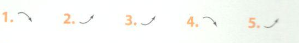 1. ↘ 2. ↗ 3. ↗ 4. ↘ 5. ↗